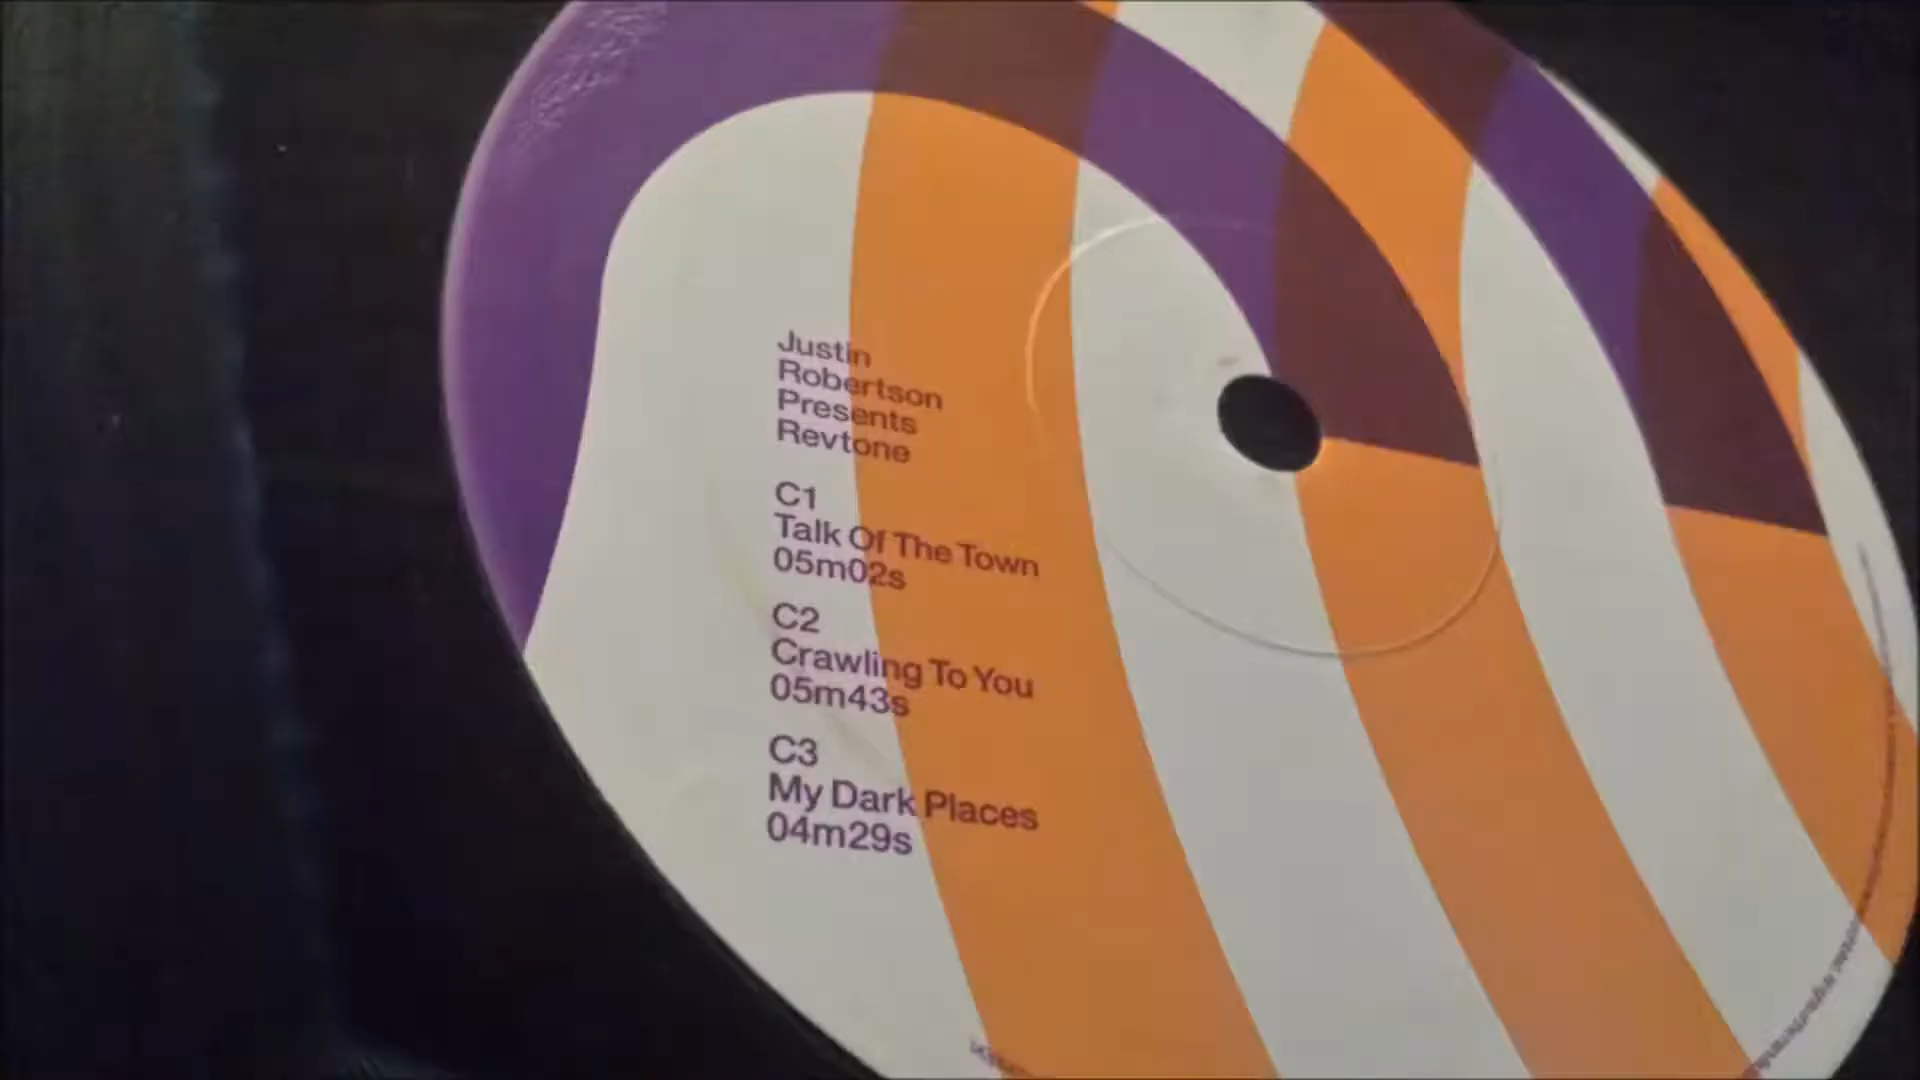 Justin
Robertson
Presents
Revtone
C1
Talk Of The Town
05m02s
C2
Crawling To You
05m43s
C3
My Dark Places
04m29s